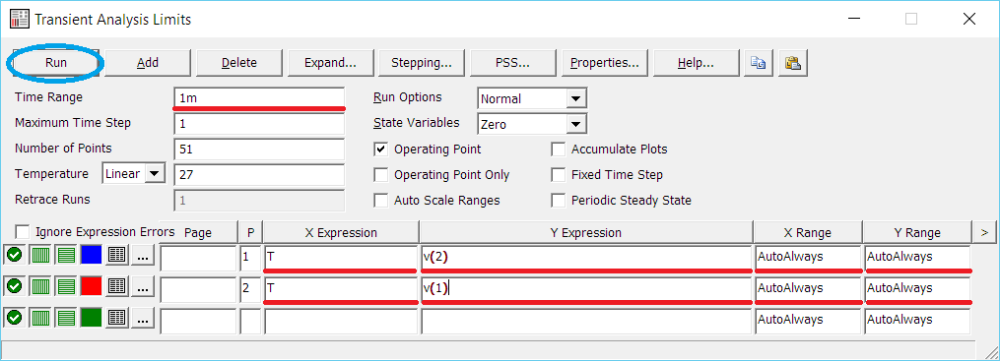 Transient Analysis Limits
Run Add Delete Expand... Stepping... PSS... Properties... Help...
Time Range 1m Run Options Normal
Maximum Time Step 1 State Variables Zero
Number of Points 51 Operating Point Accumulate Plots
Temperature Linear 27 Operating Point Only Fixed Time Step
Retrace Runs 1 Auto Scale Ranges Periodic Steady State
Ignore Expression Errors Page P X Expression Y Expression X Range Y Range >
... 1 T v(2) AutoAlways AutoAlways
... 2 T v(1) AutoAlways AutoAlways
... AutoAlways AutoAlways